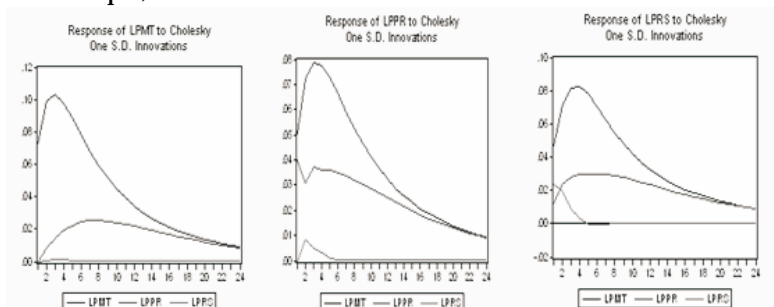 Response of LPMT to Cholesky
One S.D. Innovations
.12
.10
.08
.06
.04
.02
.00
2 4 6 8 10 12 14 16 18 20 22 24
LPMT LPPR LPRS
Response of LPPR to Cholesky
One S.D. Innovations
.08
.07
.06
.05
.04
.03
.02
.01
.00
2 4 6 8 10 12 14 16 18 20 22 24
LPMT LPPR LPRS
Response of LPRS to Cholesky
One S.D. Innovations
.10
.08
.06
.04
.02
.00
-.02
2 4 6 8 10 12 14 16 18 20 22 24
LPMT LPPR LPRS